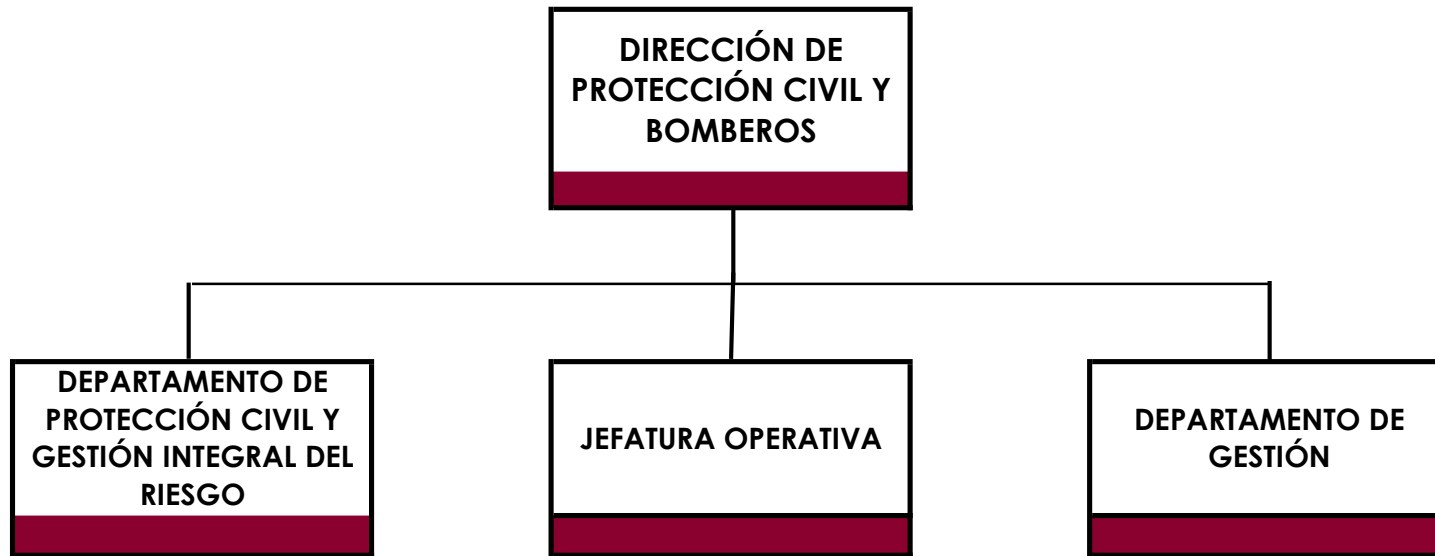 DIRECCIÓN DE
PROTECCIÓN CIVIL Y
BOMBEROS
DEPARTAMENTO DE
PROTECCIÓN CIVIL Y
GESTIÓN INTEGRAL DEL
RIESGO
JEFATURA OPERATIVA
DEPARTAMENTO DE
GESTIÓN